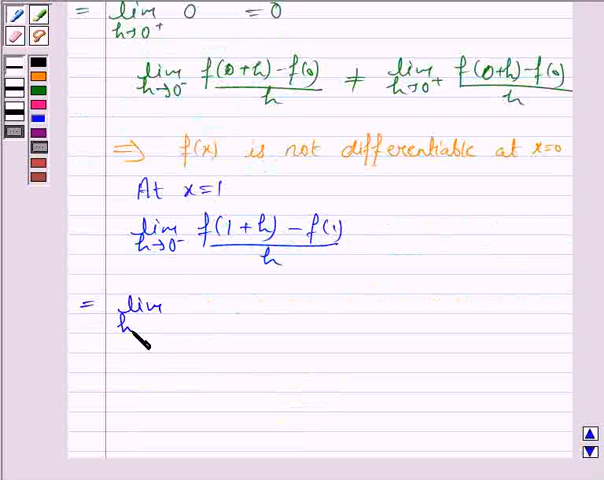 = lim h→0⁺ 0 = 0
lim h→0⁻ f(0+h)-f(0)/h ≠ lim h→0⁺ f(0+h)-f(0)/h
⇒ f(x) is not differentiable at x=0
At x=1
lim h→0⁻ f(1+h)-f(1)/h
= lim h